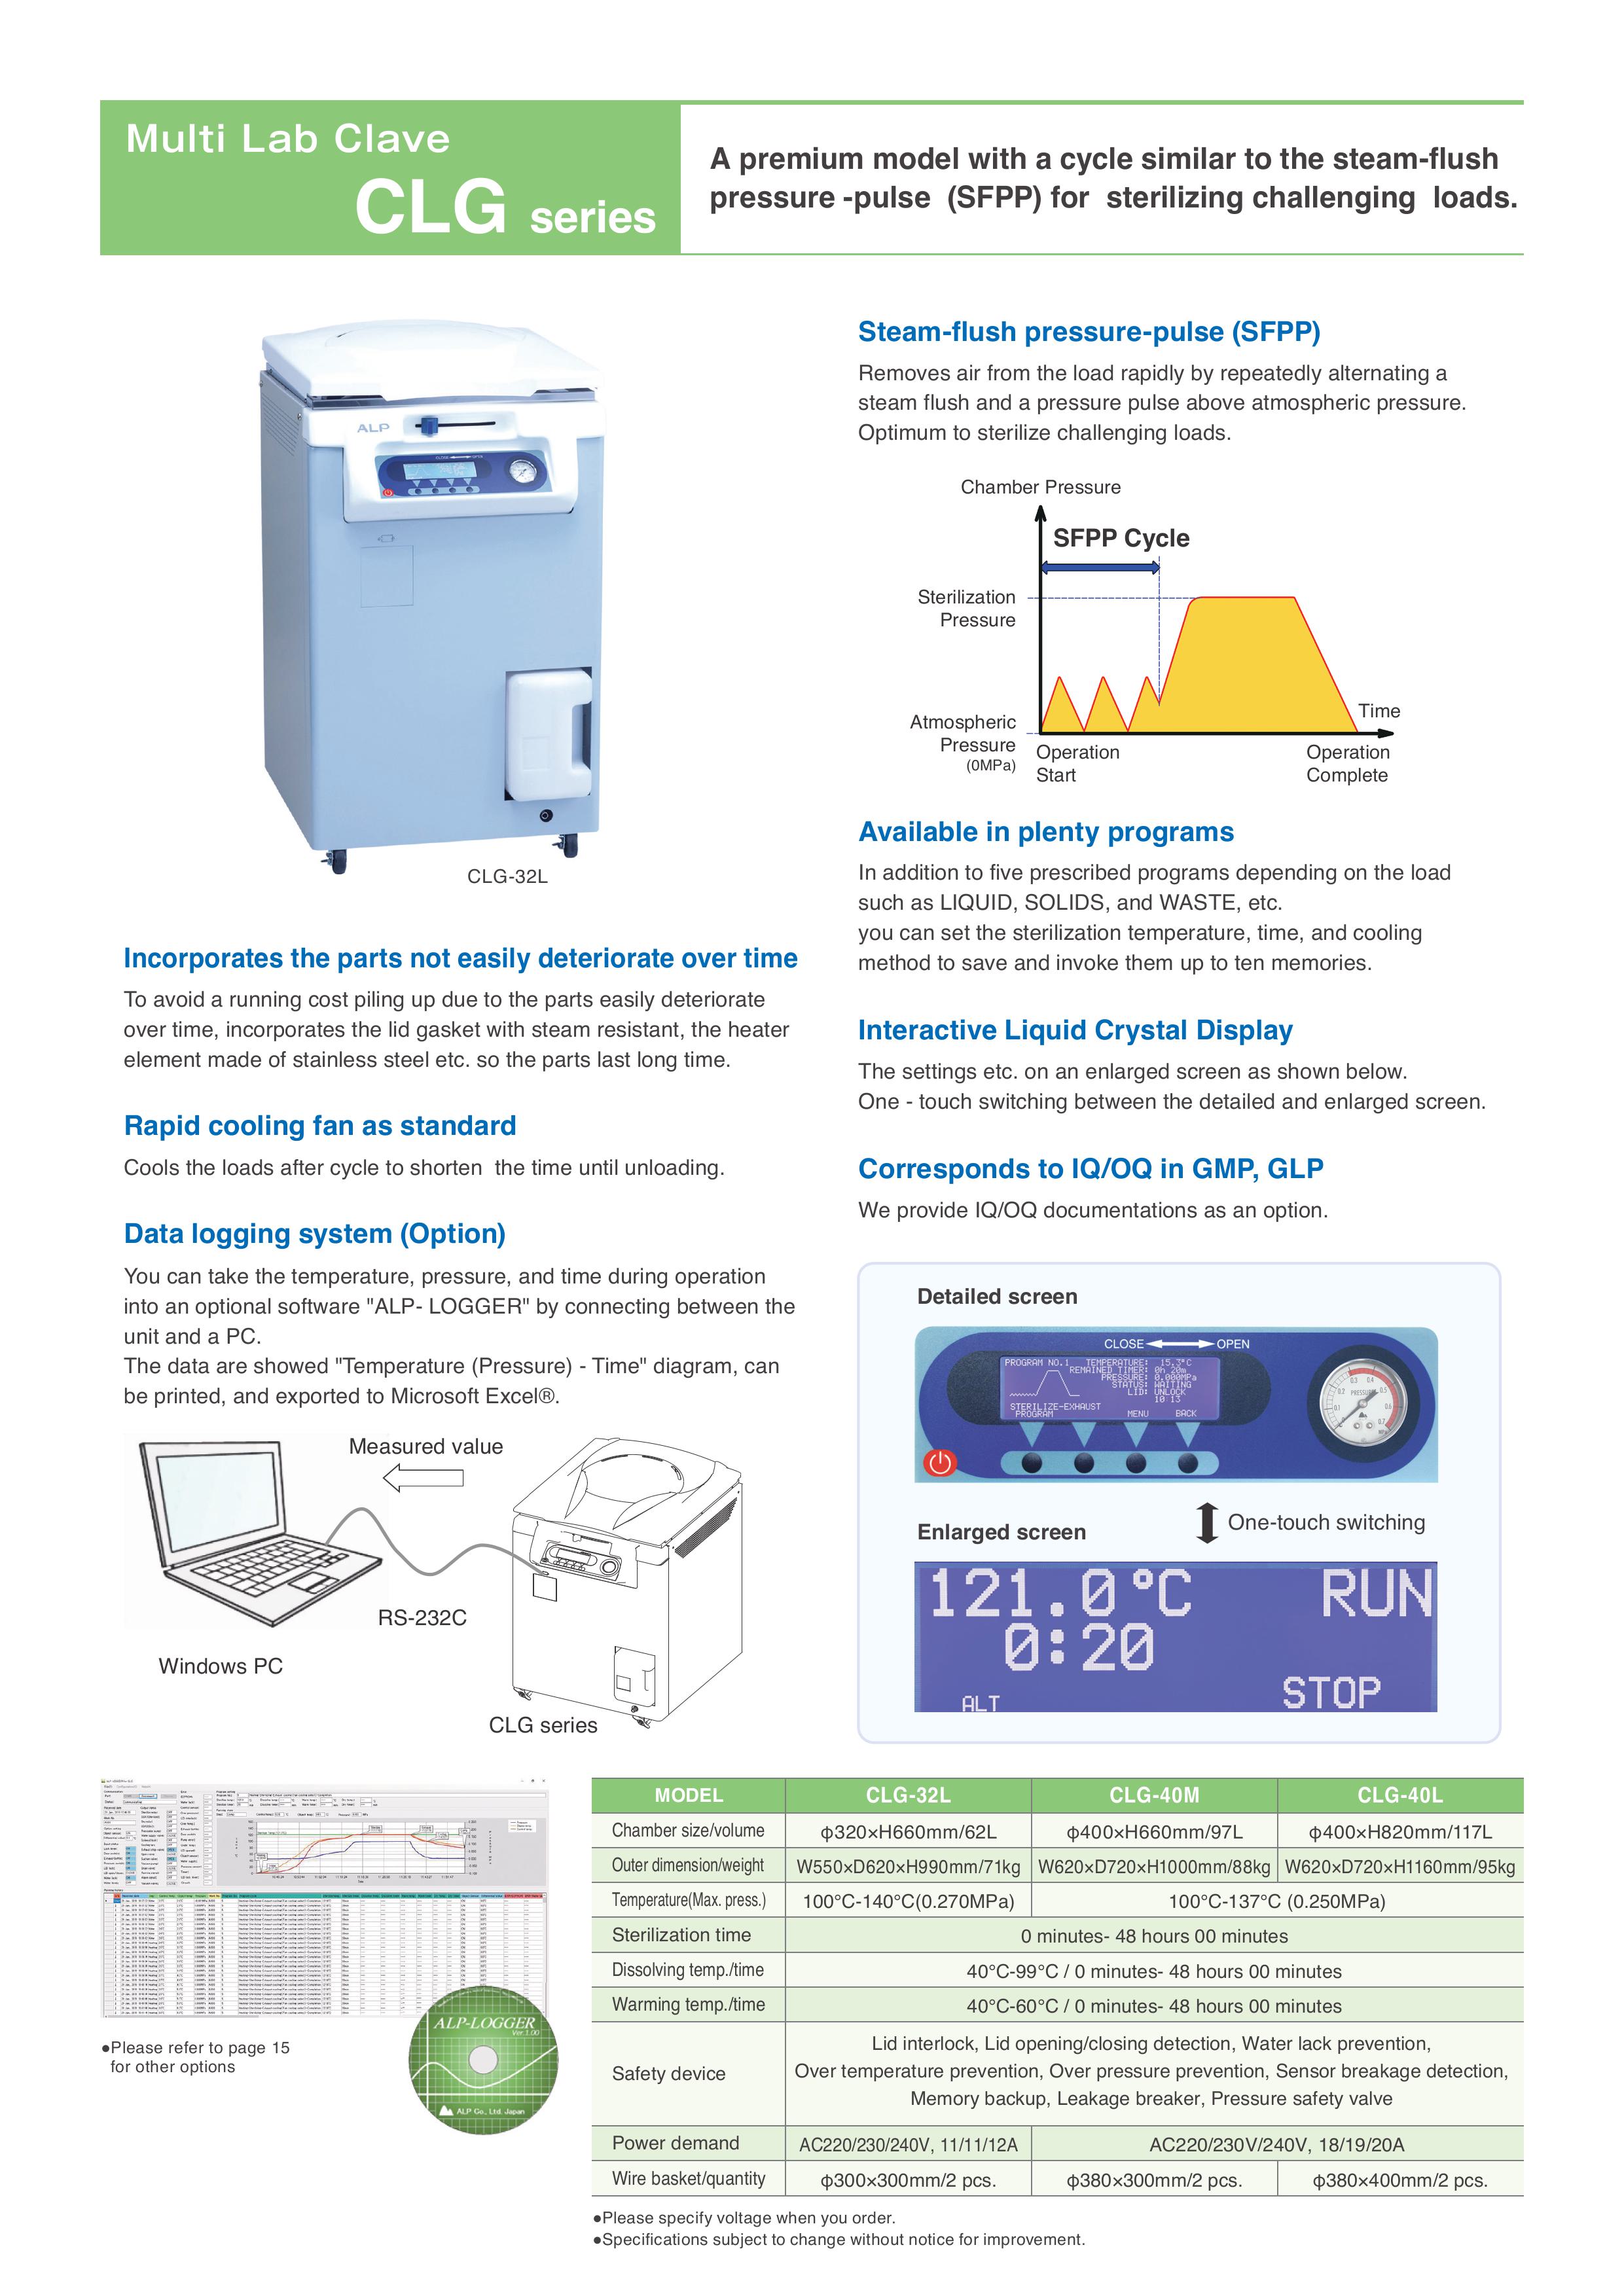 Multi Lab Clave
CLG series
A premium model with a cycle similar to the steam-flush
pressure -pulse (SFPP) for sterilizing challenging loads.
ALP
CLG-32L
Incorporates the parts not easily deteriorate over time
To avoid a running cost piling up due to the parts easily deteriorate
over time, incorporates the lid gasket with steam resistant, the heater
element made of stainless steel etc. so the parts last long time.
Rapid cooling fan as standard
Cools the loads after cycle to shorten the time until unloading.
Data logging system (Option)
You can take the temperature, pressure, and time during operation
into an optional software "ALP- LOGGER" by connecting between the
unit and a PC.
The data are showed "Temperature (Pressure) - Time" diagram, can
be printed, and exported to Microsoft Excel®.
Measured value
RS-232C
Windows PC
CLG series
Steam-flush pressure-pulse (SFPP)
Removes air from the load rapidly by repeatedly alternating a
steam flush and a pressure pulse above atmospheric pressure.
Optimum to sterilize challenging loads.
Chamber Pressure
SFPP Cycle
Sterilization
Pressure
Atmospheric
Pressure
(0MPa)
Time
Operation
Start
Operation
Complete
Available in plenty programs
In addition to five prescribed programs depending on the load
such as LIQUID, SOLIDS, and WASTE, etc.
you can set the sterilization temperature, time, and cooling
method to save and invoke them up to ten memories.
Interactive Liquid Crystal Display
The settings etc. on an enlarged screen as shown below.
One - touch switching between the detailed and enlarged screen.
Corresponds to IQ/OQ in GMP, GLP
We provide IQ/OQ documentations as an option.
Detailed screen
CLOSE OPEN
PROGRAM NO.1 TEMPERATURE: 15.3°C
REMAINED TIMER: 0h 20m
PRESSURE: 0.000MPa
STATUS: WAITING
LID: UNLOCK
10:13
STERILIZE-EXHAUST
PROGRAM MENU BACK
PRESSURE
Enlarged screen
One-touch switching
121.0°C RUN
0:20
STOP
ALT
●Please refer to page 15
for other options
ALP-LOGGER
Ver.1.00
ALP Co., Ltd. Japan
MODEL CLG-32L CLG-40M CLG-40L
Chamber size/volume φ320×H660mm/62L φ400×H660mm/97L φ400×H820mm/117L
Outer dimension/weight W550×D620×H990mm/71kg W620×D720×H1000mm/88kg W620×D720×H1160mm/95kg
Temperature(Max. press.) 100°C-140°C(0.270MPa) 100°C-137°C (0.250MPa)
Sterilization time 0 minutes- 48 hours 00 minutes
Dissolving temp./time 40°C-99°C / 0 minutes- 48 hours 00 minutes
Warming temp./time 40°C-60°C / 0 minutes- 48 hours 00 minutes
Safety device Lid interlock, Lid opening/closing detection, Water lack prevention,
Over temperature prevention, Over pressure prevention, Sensor breakage detection,
Memory backup, Leakage breaker, Pressure safety valve
Power demand AC220/230/240V, 11/11/12A AC220/230V/240V, 18/19/20A
Wire basket/quantity φ300×300mm/2 pcs. φ380×300mm/2 pcs. φ380×400mm/2 pcs.
●Please specify voltage when you order.
●Specifications subject to change without notice for improvement.